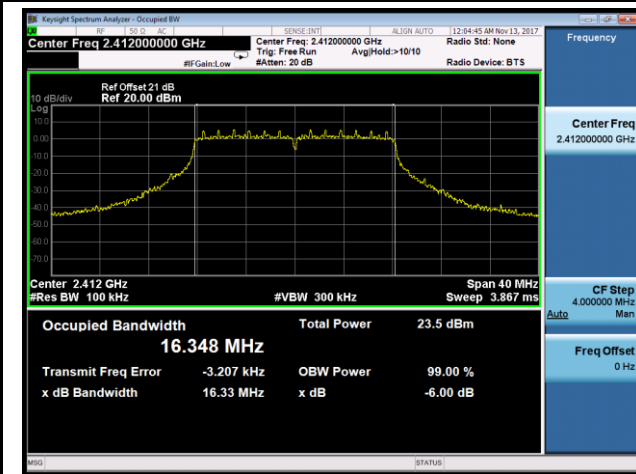 Keysight Spectrum Analyzer - Occupied BW
RF 50 Ω AC SENSE:INT ALIGN AUTO 12:04:45 AM Nov 13, 2017
Center Freq 2.412000000 GHz Center Freq: 2.412000000 GHz Radio Std: None
Trig: Free Run Avg|Hold:>10/10
#IFGain:Low #Atten: 20 dB Radio Device: BTS
Ref Offset 21 dB
10 dB/div Ref 20.00 dBm
Log
10.0
0.00
-10.0
-20.0
-30.0
-40.0
-50.0
-60.0
-70.0
Center 2.412 GHz Span 40 MHz
#Res BW 100 kHz #VBW 300 kHz Sweep 3.867 ms
Occupied Bandwidth Total Power 23.5 dBm
16.348 MHz
Transmit Freq Error -3.207 kHz OBW Power 99.00 %
x dB Bandwidth 16.33 MHz x dB -6.00 dB
MSG STATUS
Frequency
Center Freq
2.412000000 GHz
CF Step
4.000000 MHz
Auto Man
Freq Offset
0 Hz